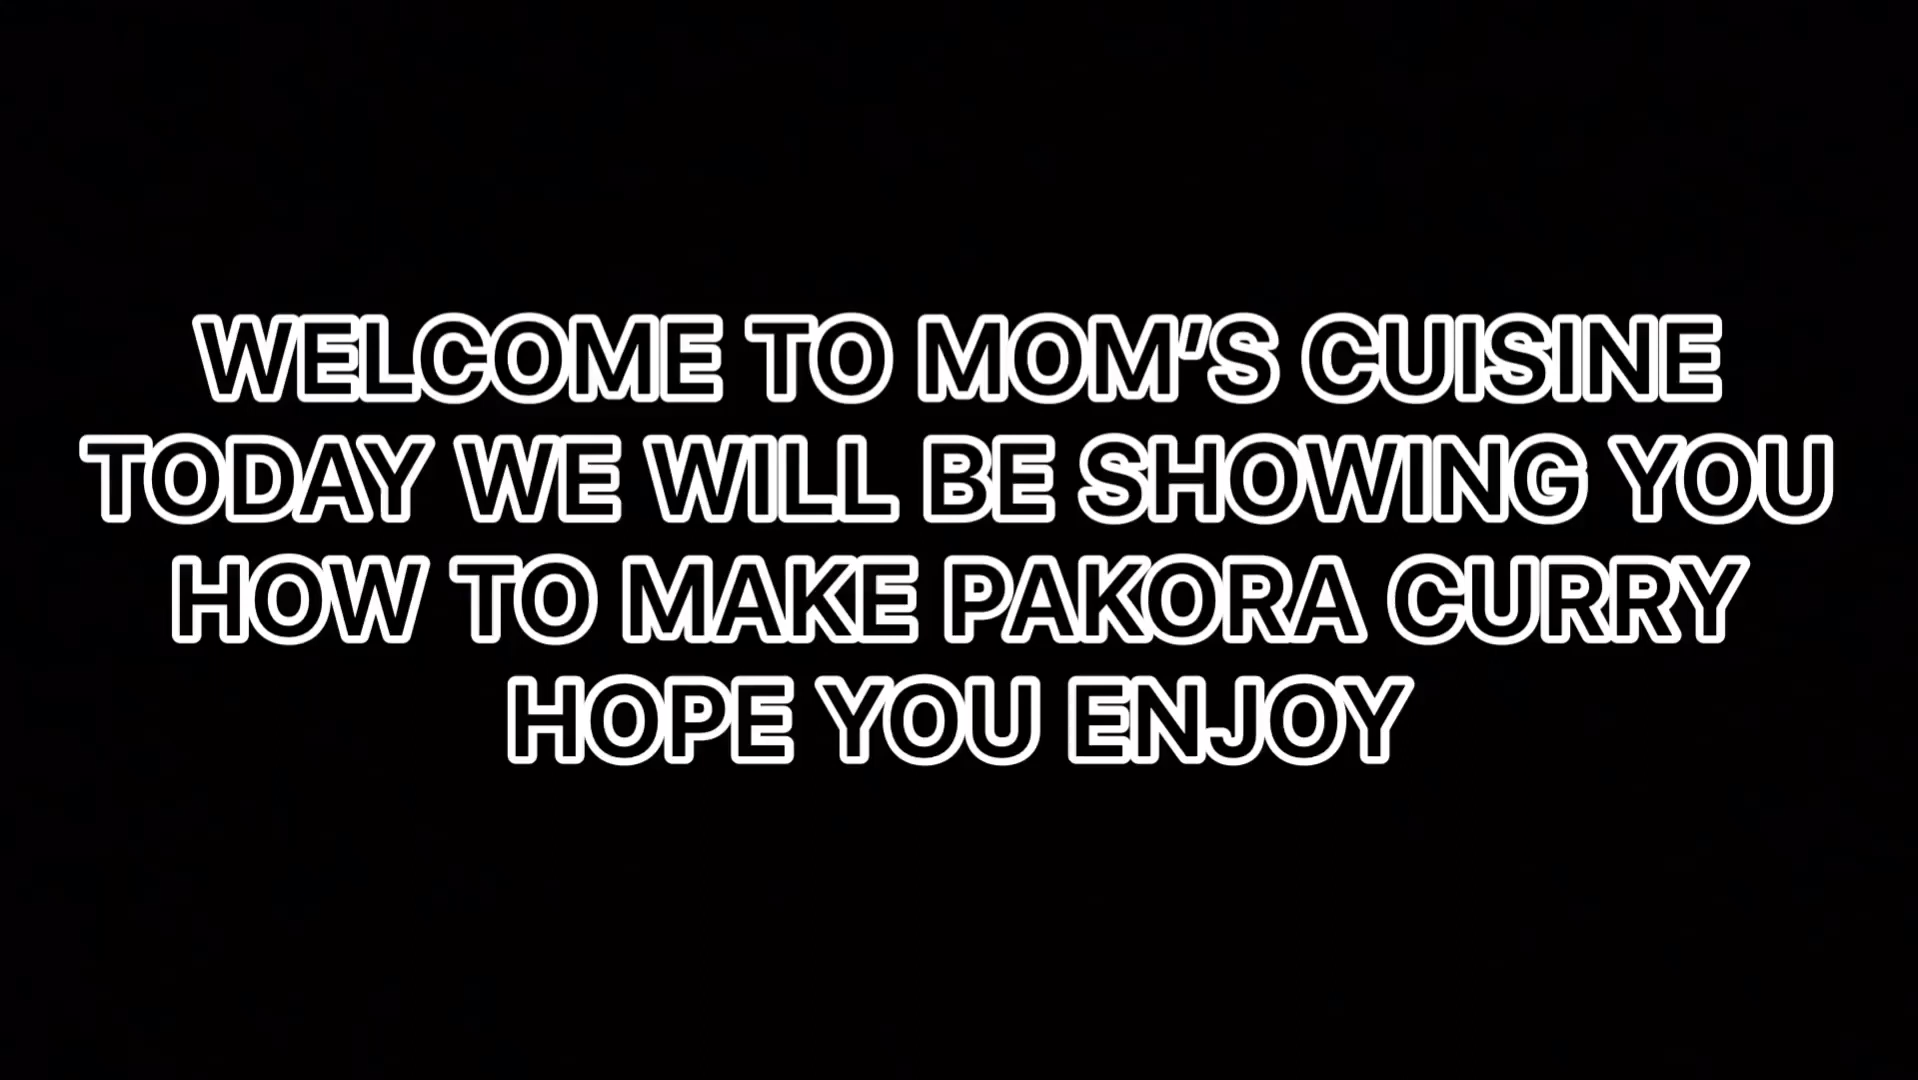 WELCOME TO MOM'S CUISINE
TODAY WE WILL BE SHOWING YOU
HOW TO MAKE PAKORA CURRY
HOPE YOU ENJOY